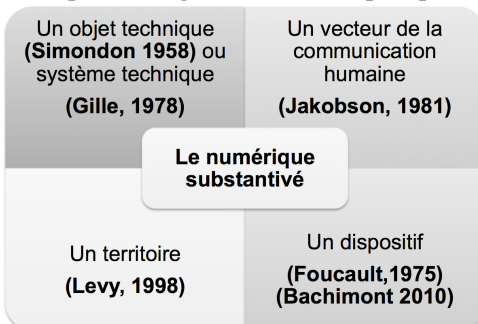 Un objet technique
(Simondon 1958) ou
système technique
(Gille, 1978)
Un vecteur de la
communication
humaine
(Jakobson, 1981)
Le numérique
substantivé
Un territoire
(Levy, 1998)
Un dispositif
(Foucault,1975)
(Bachimont 2010)